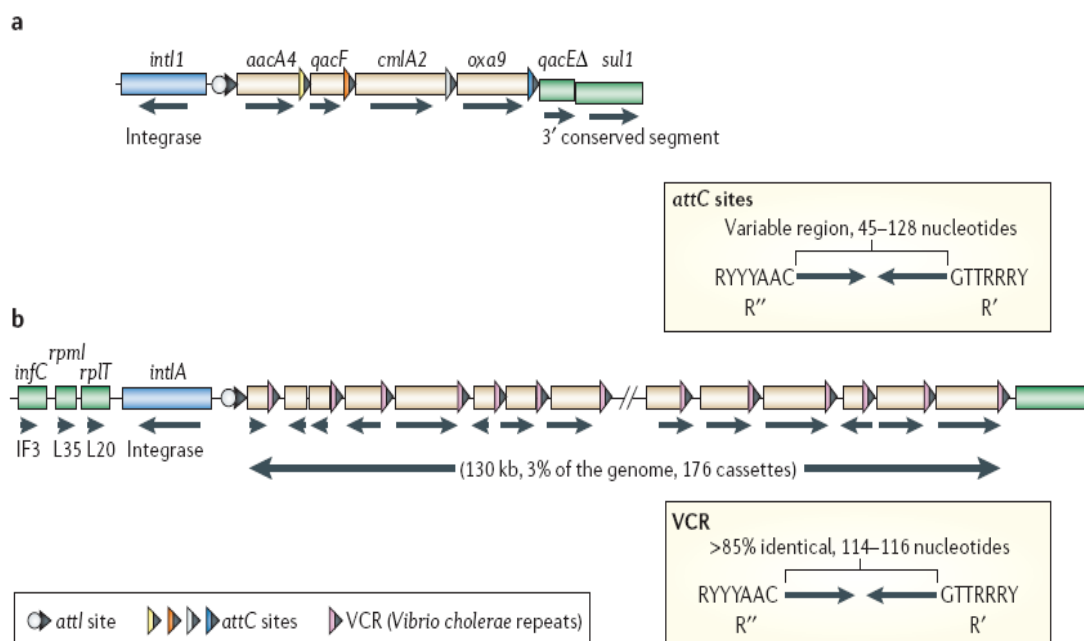 a
intI1 aacA4 qacF cmlA2 oxa9 qacEΔ sul1
Integrase 3′ conserved segment
attC sites
Variable region, 45–128 nucleotides
RYYYAAC GTTRRRY
R″ R′
b
infC rpmI rplT intIA
IF3 L35 L20 Integrase
(130 kb, 3% of the genome, 176 cassettes)
VCR
>85% identical, 114–116 nucleotides
RYYYAAC GTTRRRY
R″ R′
attI site attC sites VCR (Vibrio cholerae repeats)